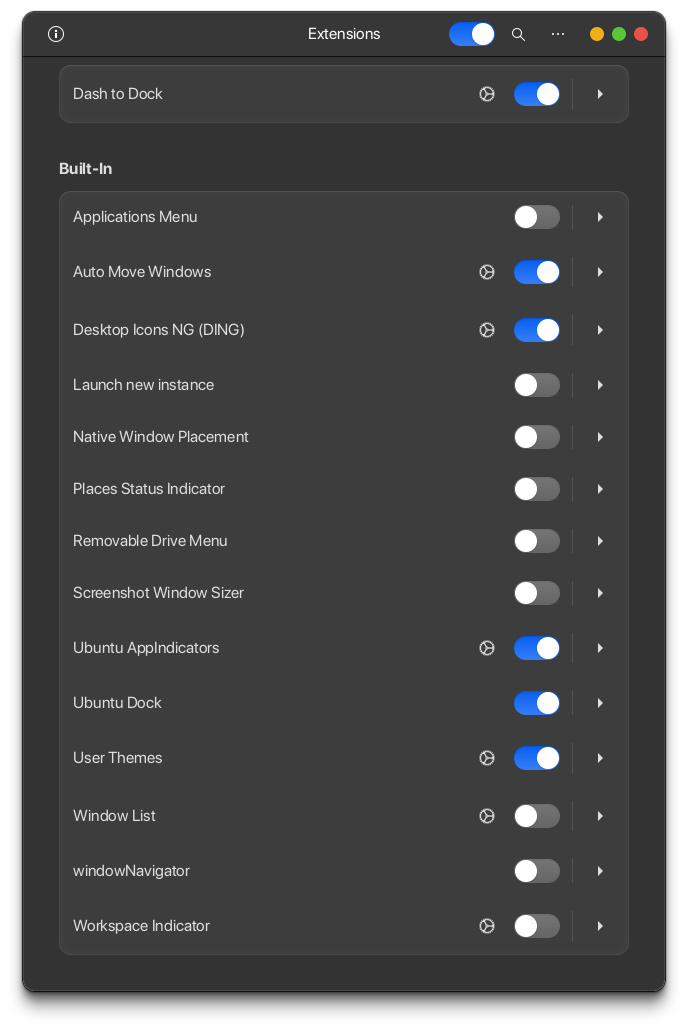 Extensions
Dash to Dock
Built-In
Applications Menu
Auto Move Windows
Desktop Icons NG (DING)
Launch new instance
Native Window Placement
Places Status Indicator
Removable Drive Menu
Screenshot Window Sizer
Ubuntu AppIndicators
Ubuntu Dock
User Themes
Window List
windowNavigator
Workspace Indicator